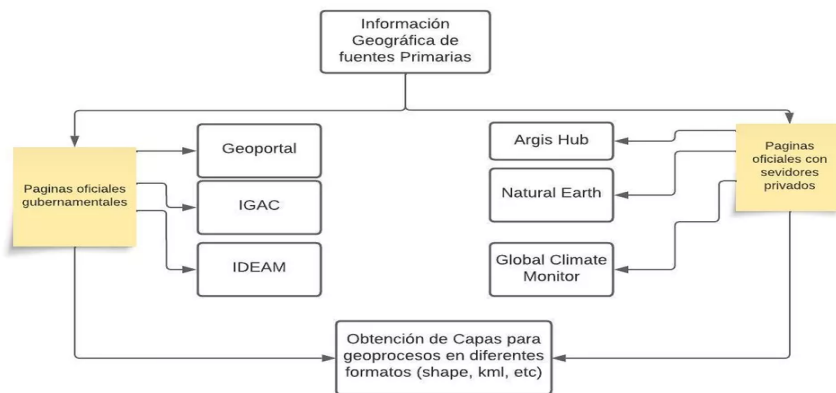 Información
Geográfica de
fuentes Primarias
Paginas oficiales
gubernamentales
Geoportal
IGAC
IDEAM
Argis Hub
Natural Earth
Global Climate
Monitor
Paginas
oficiales con
sevidores
privados
Obtención de Capas para
geoprocesos en diferentes
formatos (shape, kml, etc)